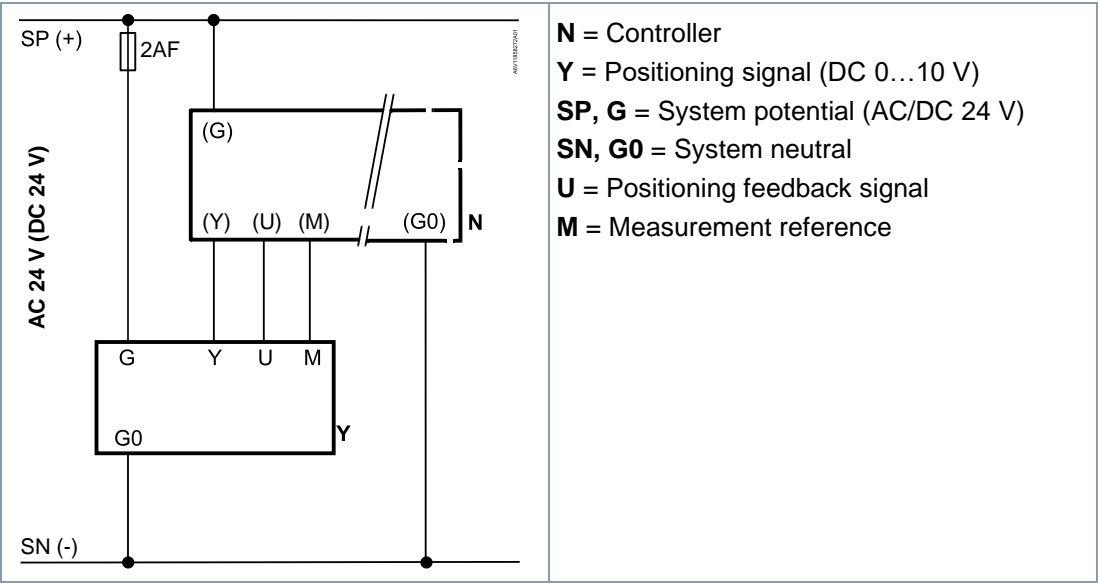 SP (+)
2AF
A6V11858272A01
AC 24 V (DC 24 V)
(G)
(Y) (U) (M) (G0) N
G Y U M
G0 Y
SN (-)
N = Controller
Y = Positioning signal (DC 0…10 V)
SP, G = System potential (AC/DC 24 V)
SN, G0 = System neutral
U = Positioning feedback signal
M = Measurement reference